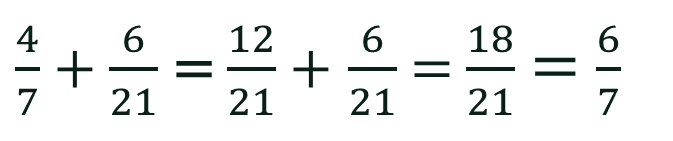 4/7 + 6/21 = 12/21 + 6/21 = 18/21 = 6/7